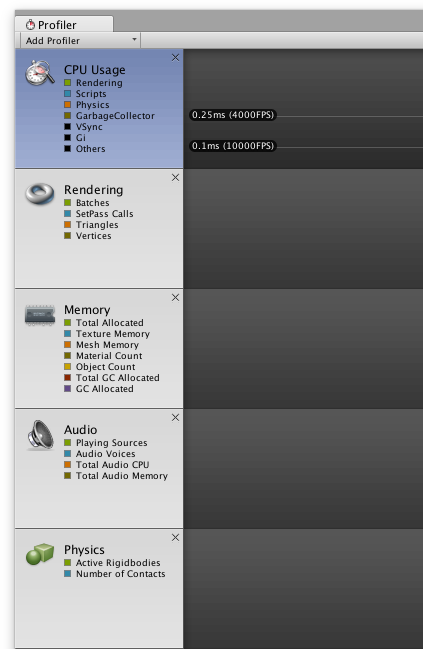 Profiler
Add Profiler
CPU Usage
Rendering
Scripts
Physics
GarbageCollector
VSync
Gi
Others
0.25ms (4000FPS)
0.1ms (10000FPS)
Rendering
Batches
SetPass Calls
Triangles
Vertices
Memory
Total Allocated
Texture Memory
Mesh Memory
Material Count
Object Count
Total GC Allocated
GC Allocated
Audio
Playing Sources
Audio Voices
Total Audio CPU
Total Audio Memory
Physics
Active Rigidbodies
Number of Contacts